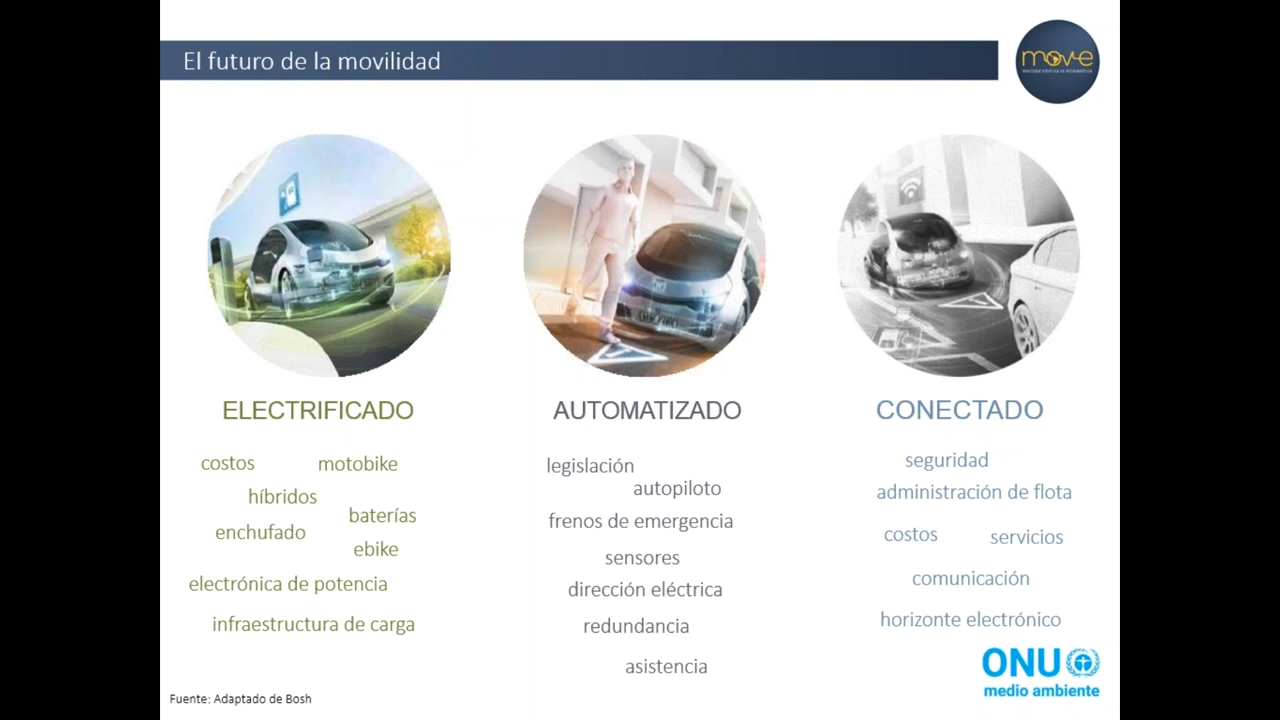 El futuro de la movilidad
move
ELECTRIFICADO
costos motobike
híbridos
baterías
enchufado
ebike
electrónica de potencia
infraestructura de carga
AUTOMATIZADO
legislación
autopiloto
frenos de emergencia
sensores
dirección eléctrica
redundancia
asistencia
CONECTADO
seguridad
administración de flota
costos servicios
comunicación
horizonte electrónico
ONU
medio ambiente
Fuente: Adaptado de Bosh